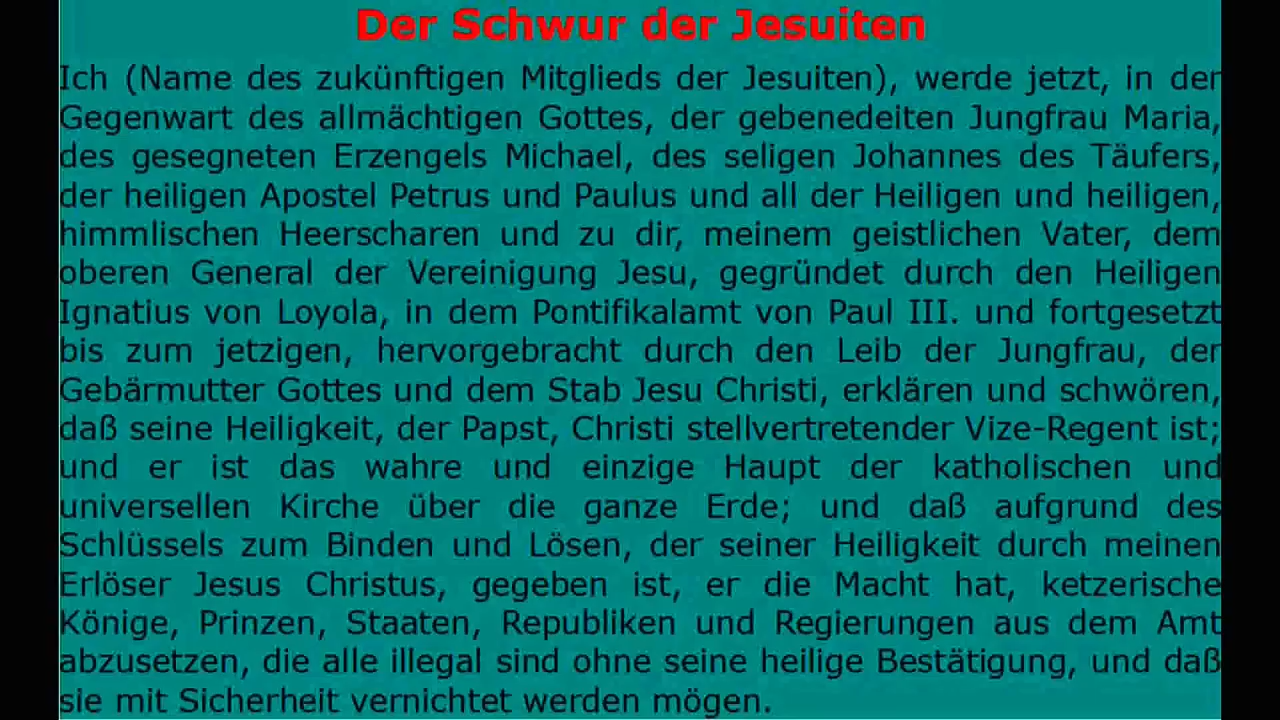 Der Schwur der Jesuiten
Ich (Name des zukünftigen Mitglieds der Jesuiten), werde jetzt, in der
Gegenwart des allmächtigen Gottes, der gebenedeiten Jungfrau Maria,
des gesegneten Erzengels Michael, des seligen Johannes des Täufers,
der heiligen Apostel Petrus und Paulus und all der Heiligen und heiligen,
himmlischen Heerscharen und zu dir, meinem geistlichen Vater, dem
oberen General der Vereinigung Jesu, gegründet durch den Heiligen
Ignatius von Loyola, in dem Pontifikalamt von Paul III. und fortgesetzt
bis zum jetzigen, hervorgebracht durch den Leib der Jungfrau, der
Gebärmutter Gottes und dem Stab Jesu Christi, erklären und schwören,
daß seine Heiligkeit, der Papst, Christi stellvertretender Vize-Regent ist;
und er ist das wahre und einzige Haupt der katholischen und
universellen Kirche über die ganze Erde; und daß aufgrund des
Schlüssels zum Binden und Lösen, der seiner Heiligkeit durch meinen
Erlöser Jesus Christus, gegeben ist, er die Macht hat, ketzerische
Könige, Prinzen, Staaten, Republiken und Regierungen aus dem Amt
abzusetzen, die alle illegal sind ohne seine heilige Bestätigung, und daß
sie mit Sicherheit vernichtet werden mögen.